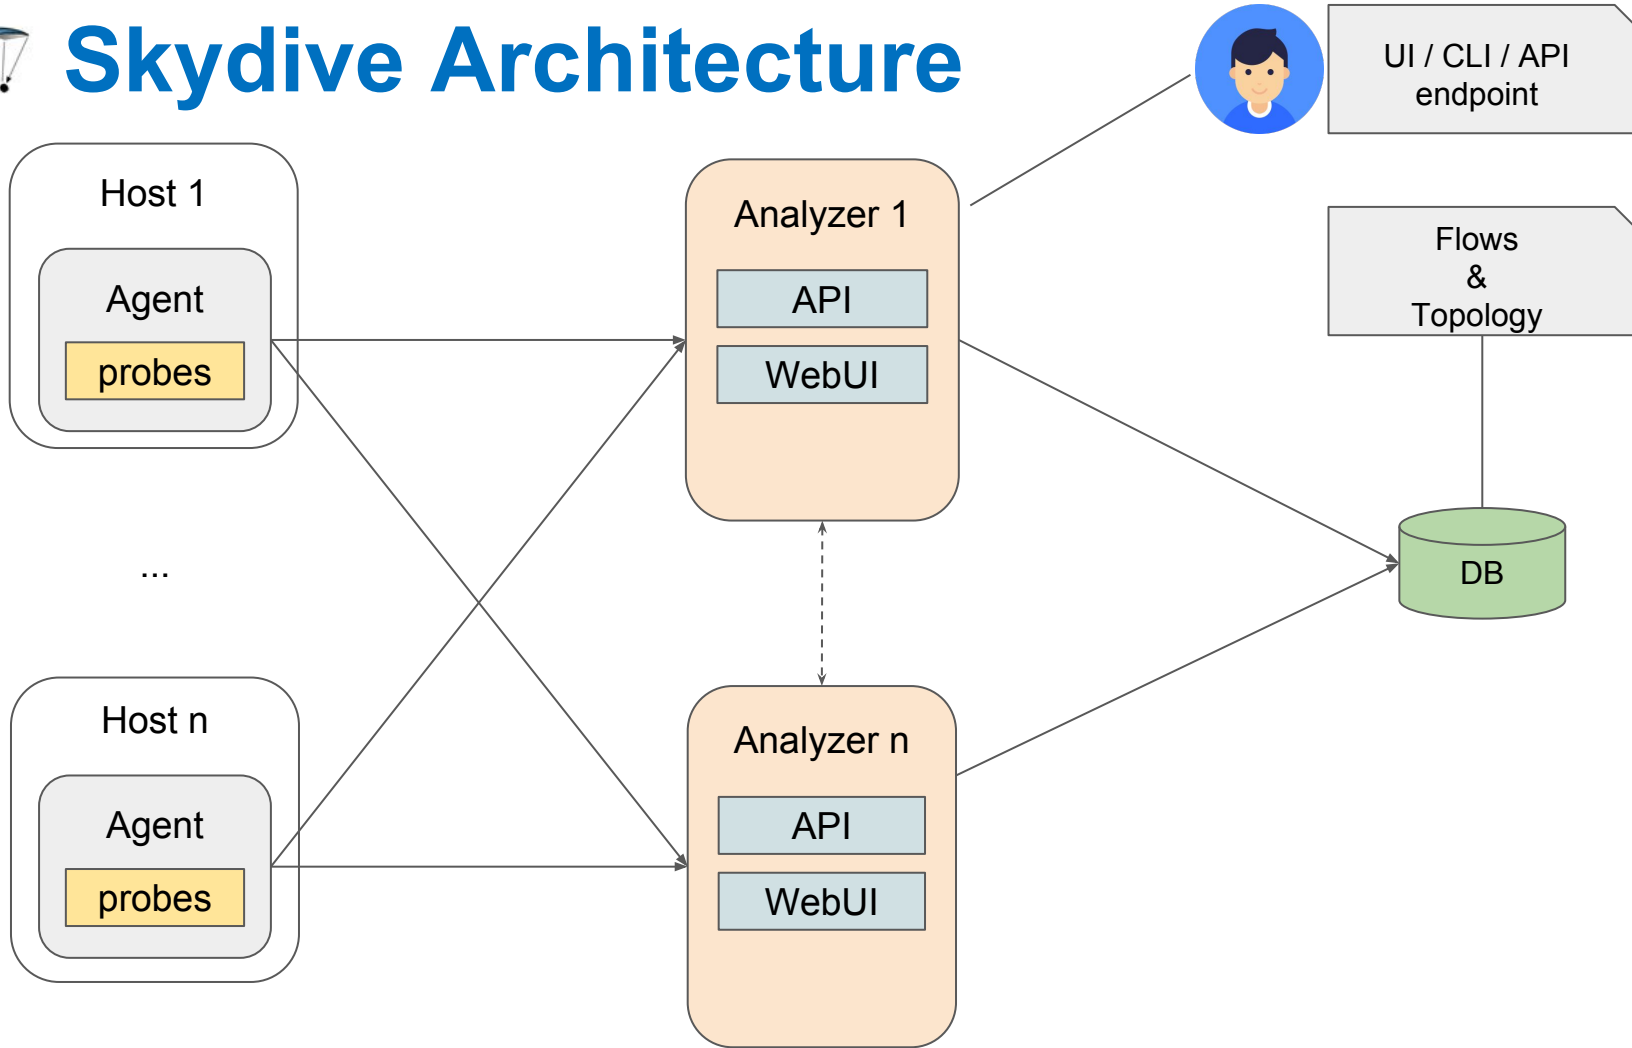 Skydive Architecture
UI / CLI / API
endpoint
Host 1
Agent
probes
Analyzer 1
API
WebUI
Flows
&
Topology
...
DB
Host n
Agent
probes
Analyzer n
API
WebUI